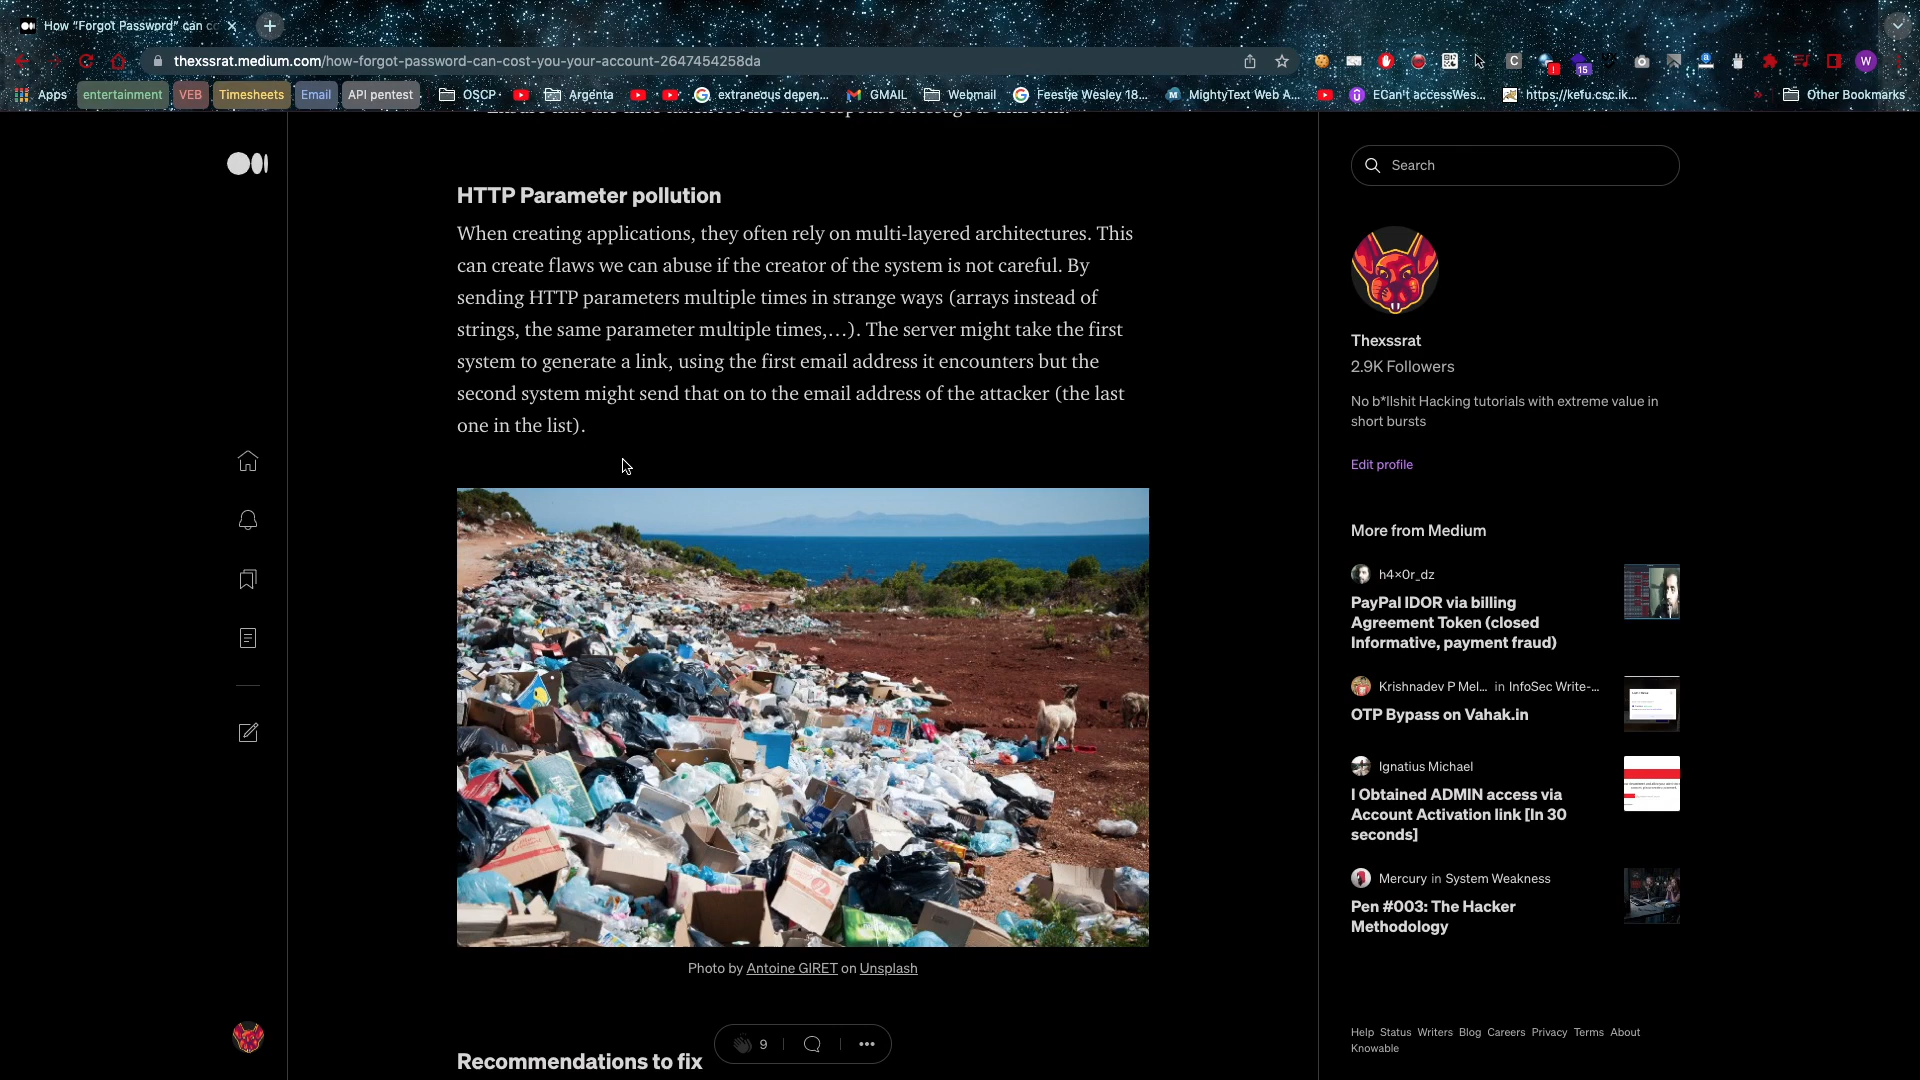 How "Forgot Password" can co
thexssrat.medium.com/how-forgot-password-can-cost-you-your-account-2647454258da
15
W
Apps
entertainment
VEB
Timesheets
Email
API pentest
OSCP
Argenta
extraneous depen...
GMAIL
Webmail
Feestje Wesley 18...
MightyText Web A...
ECan't accessWes...
https://kefu.csc.ik...
Other Bookmarks
HTTP Parameter pollution
When creating applications, they often rely on multi-layered architectures. This
can create flaws we can abuse if the creator of the system is not careful. By
sending HTTP parameters multiple times in strange ways (arrays instead of
strings, the same parameter multiple times,…). The server might take the first
system to generate a link, using the first email address it encounters but the
second system might send that on to the email address of the attacker (the last
one in the list).
Photo by Antoine GIRET on Unsplash
9
Recommendations to fix
Search
Thexssrat
2.9K Followers
No b*llshit Hacking tutorials with extreme value in
short bursts
Edit profile
More from Medium
h4x0r_dz
PayPal IDOR via billing
Agreement Token (closed
Informative, payment fraud)
Krishnadev P Mel... in InfoSec Write-...
OTP Bypass on Vahak.in
Ignatius Michael
I Obtained ADMIN access via
Account Activation link [In 30
seconds]
Mercury in System Weakness
Pen #003: The Hacker
Methodology
Help Status Writers Blog Careers Privacy Terms About
Knowable